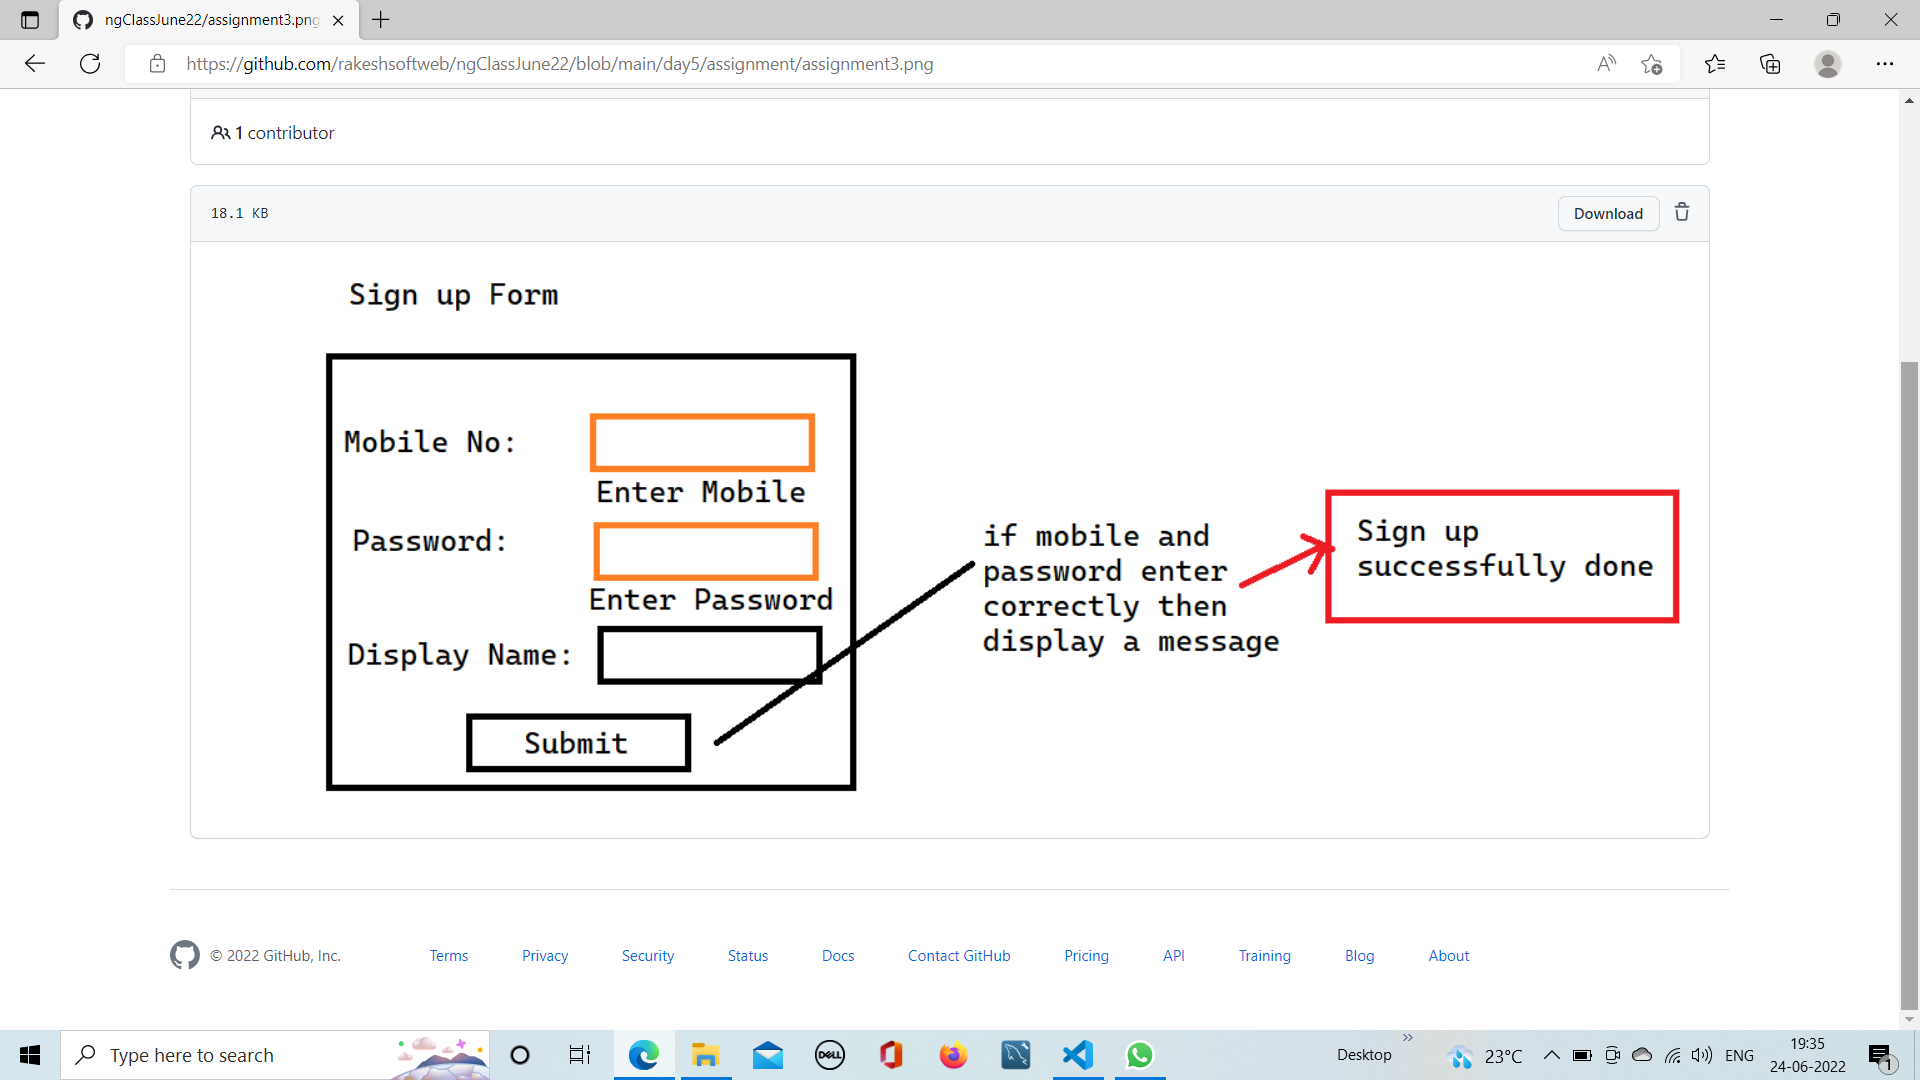 ngClassJune22/assignment3.png
https://github.com/rakeshsoftweb/ngClassJune22/blob/main/day5/assignment/assignment3.png
1 contributor
18.1 KB
Download
Sign up Form
Mobile No:
Enter Mobile
Password:
Enter Password
Display Name:
Submit
if mobile and
password enter
correctly then
display a message
Sign up
successfully done
© 2022 GitHub, Inc.
Terms
Privacy
Security
Status
Docs
Contact GitHub
Pricing
API
Training
Blog
About
Type here to search
DELL
Desktop
23°C
ENG
19:35
24-06-2022
1